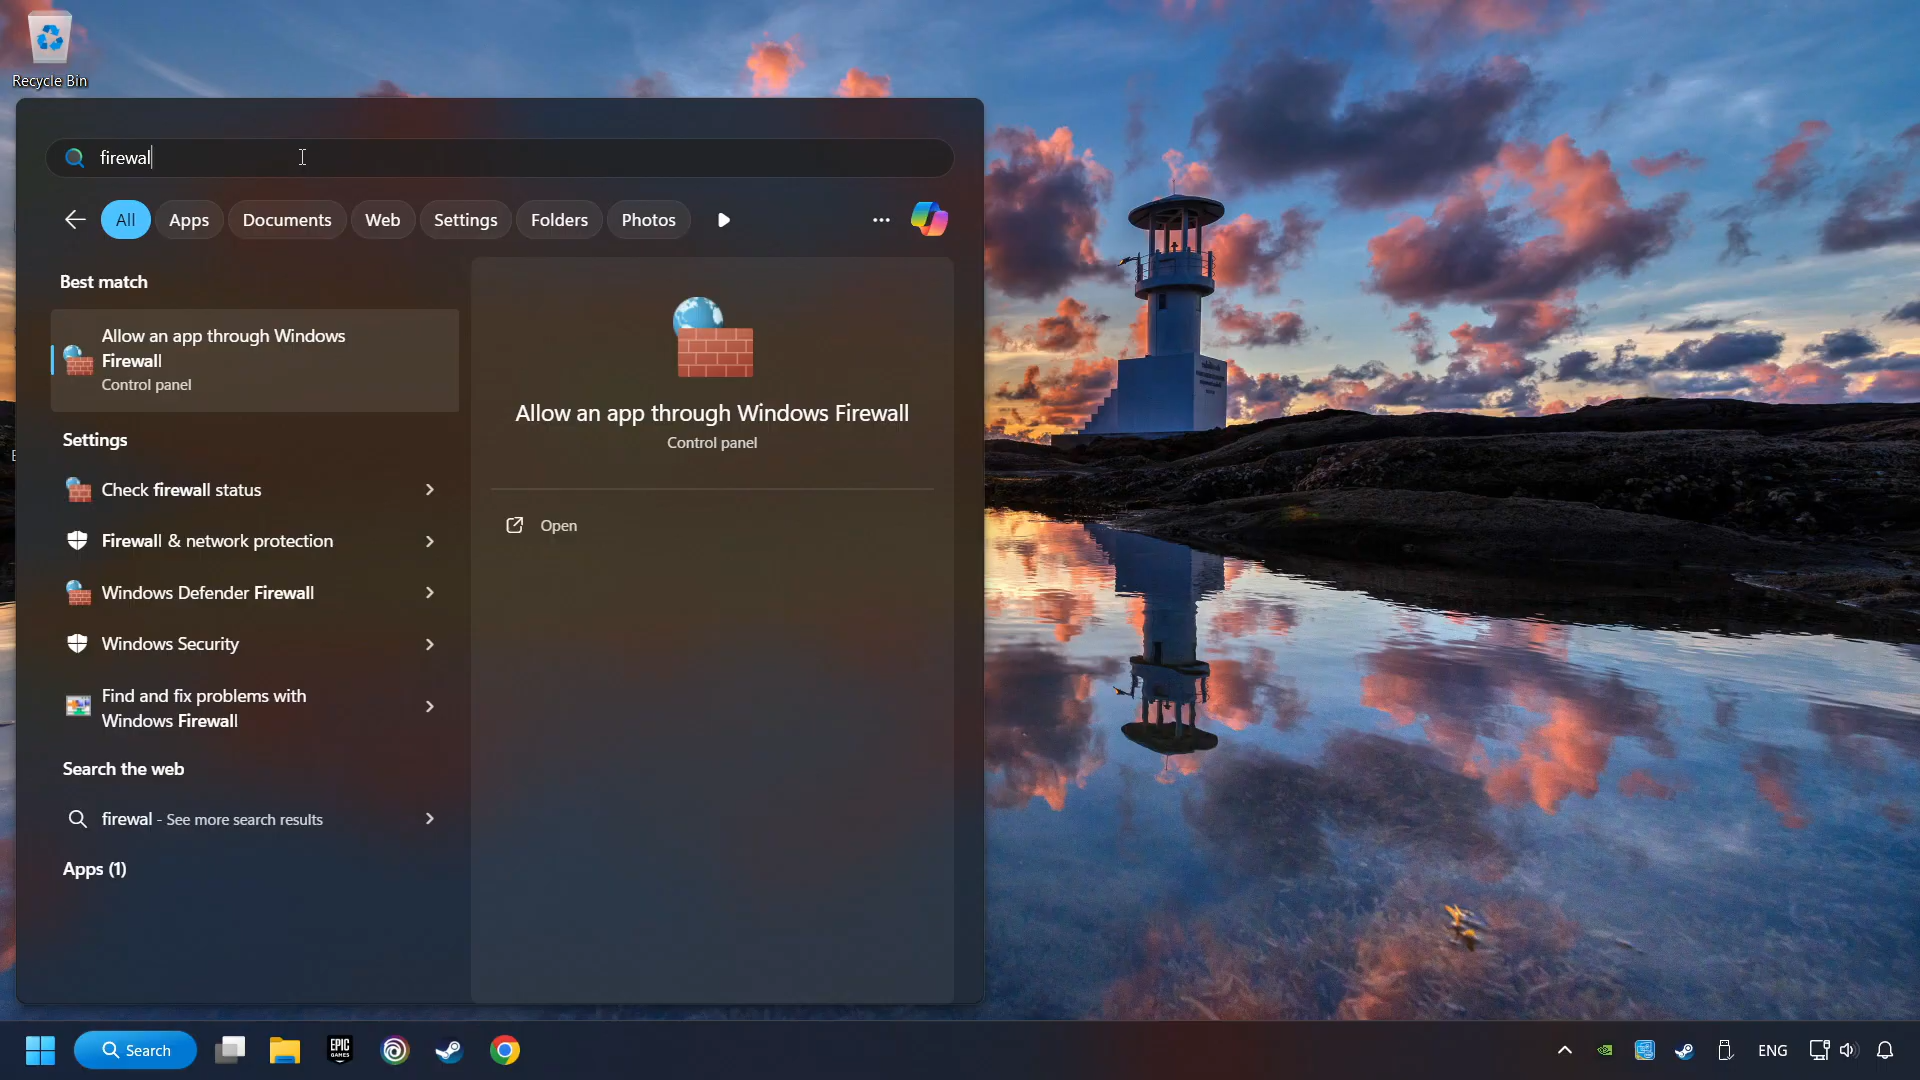 Recycle Bin
firewal
All
Apps
Documents
Web
Settings
Folders
Photos
Best match
Allow an app through Windows
Firewall
Control panel
Allow an app through Windows Firewall
Control panel
Open
Settings
Check firewall status
Firewall & network protection
Windows Defender Firewall
Windows Security
Find and fix problems with
Windows Firewall
Search the web
firewal - See more search results
Apps (1)
Search
EPIC
GAMES
ENG